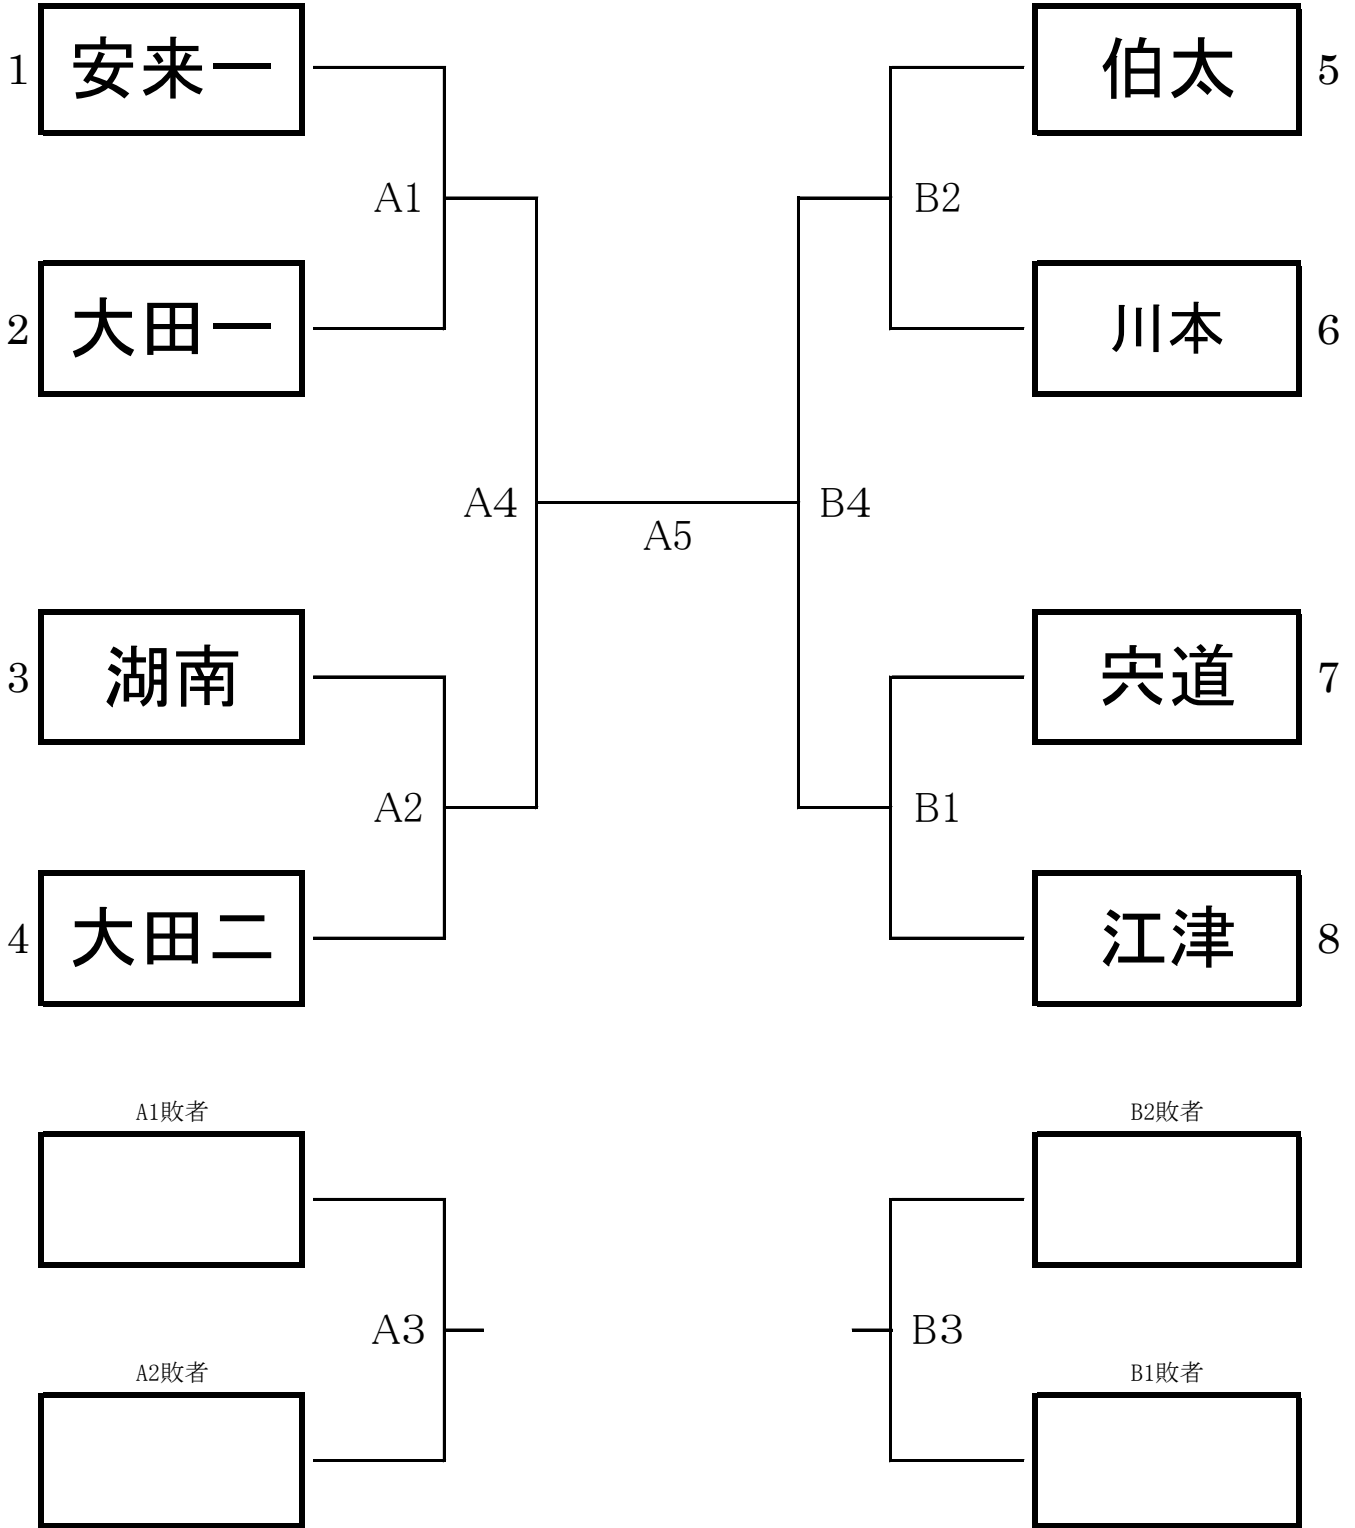 1 安来一
伯太 5
A1
B2
2 大田一
川本 6
A4
B4
A5
3 湖南
宍道 7
A2
B1
4 大田二
江津 8
A1敗者
B2敗者
A3
B3
A2敗者
B1敗者